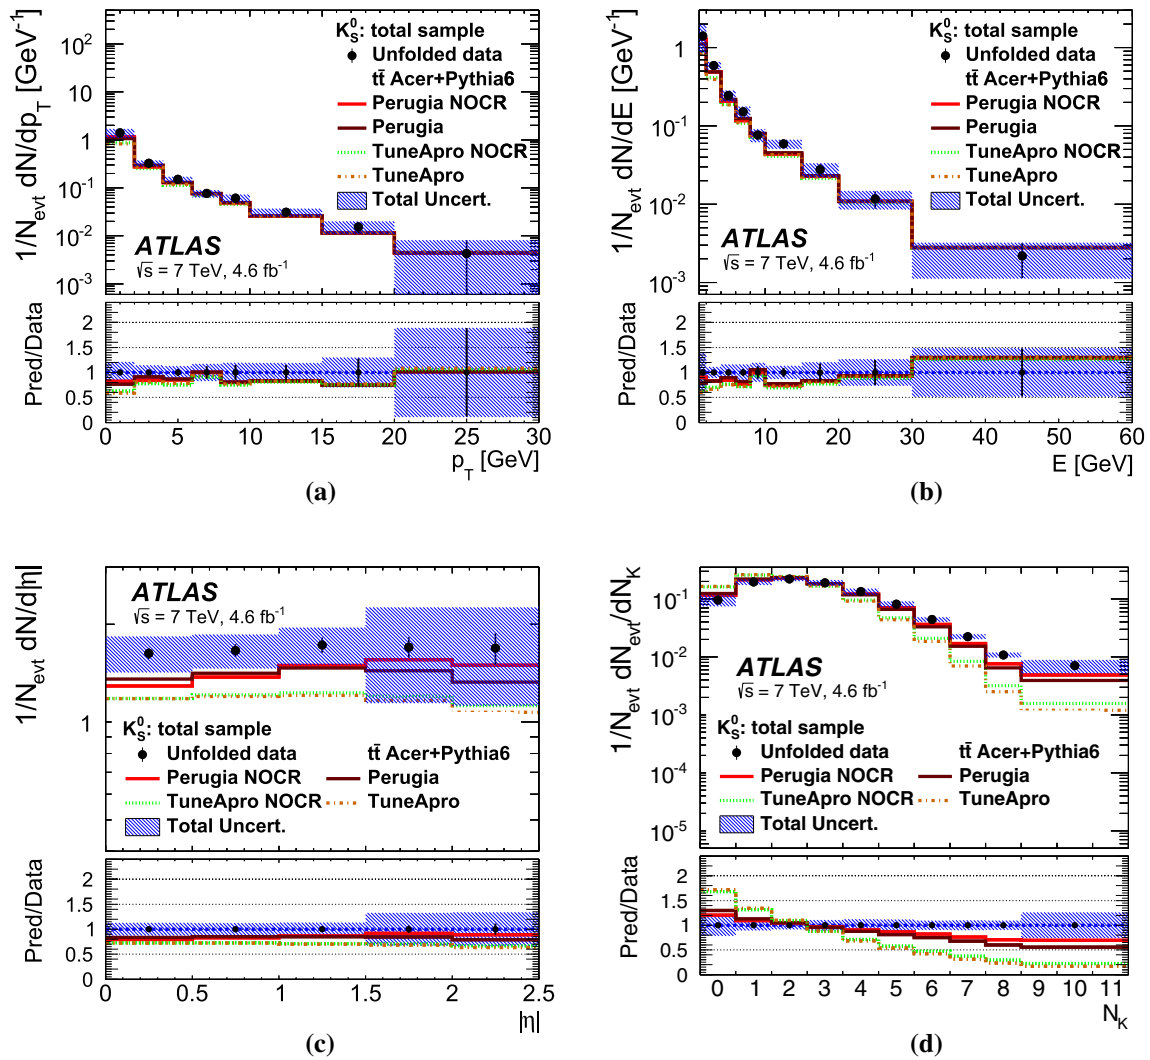 1/N_evt dN/dp_T [GeV⁻¹]
10²
10
1
10⁻¹
10⁻²
10⁻³
K⁰_S: total sample
Unfolded data
tt̄ Acer+Pythia6
Perugia NOCR
Perugia
TuneApro NOCR
TuneApro
Total Uncert.
ATLAS
√s = 7 TeV, 4.6 fb⁻¹
Pred/Data
2
1.5
1
0.5
0
0 5 10 15 20 25 30
p_T [GeV]
(a)
1/N_evt dN/dE [GeV⁻¹]
1
10⁻¹
10⁻²
10⁻³
K⁰_S: total sample
Unfolded data
tt̄ Acer+Pythia6
Perugia NOCR
Perugia
TuneApro NOCR
TuneApro
Total Uncert.
ATLAS
√s = 7 TeV, 4.6 fb⁻¹
Pred/Data
2
1.5
1
0.5
0
10 20 30 40 50 60
E [GeV]
(b)
1/N_evt dN/d|η|
1
ATLAS
√s = 7 TeV, 4.6 fb⁻¹
K⁰_S: total sample
Unfolded data tt̄ Acer+Pythia6
Perugia NOCR Perugia
TuneApro NOCR TuneApro
Total Uncert.
Pred/Data
2
1.5
1
0.5
0
0 0.5 1 1.5 2 2.5
|η|
(c)
1/N_evt dN_evt/dN_K
10⁻¹
10⁻²
10⁻³
10⁻⁴
10⁻⁵
ATLAS
√s = 7 TeV, 4.6 fb⁻¹
K⁰_S: total sample
Unfolded data tt̄ Acer+Pythia6
Perugia NOCR Perugia
TuneApro NOCR TuneApro
Total Uncert.
Pred/Data
2
1.5
1
0.5
0
0 1 2 3 4 5 6 7 8 9 10 11
N_K
(d)